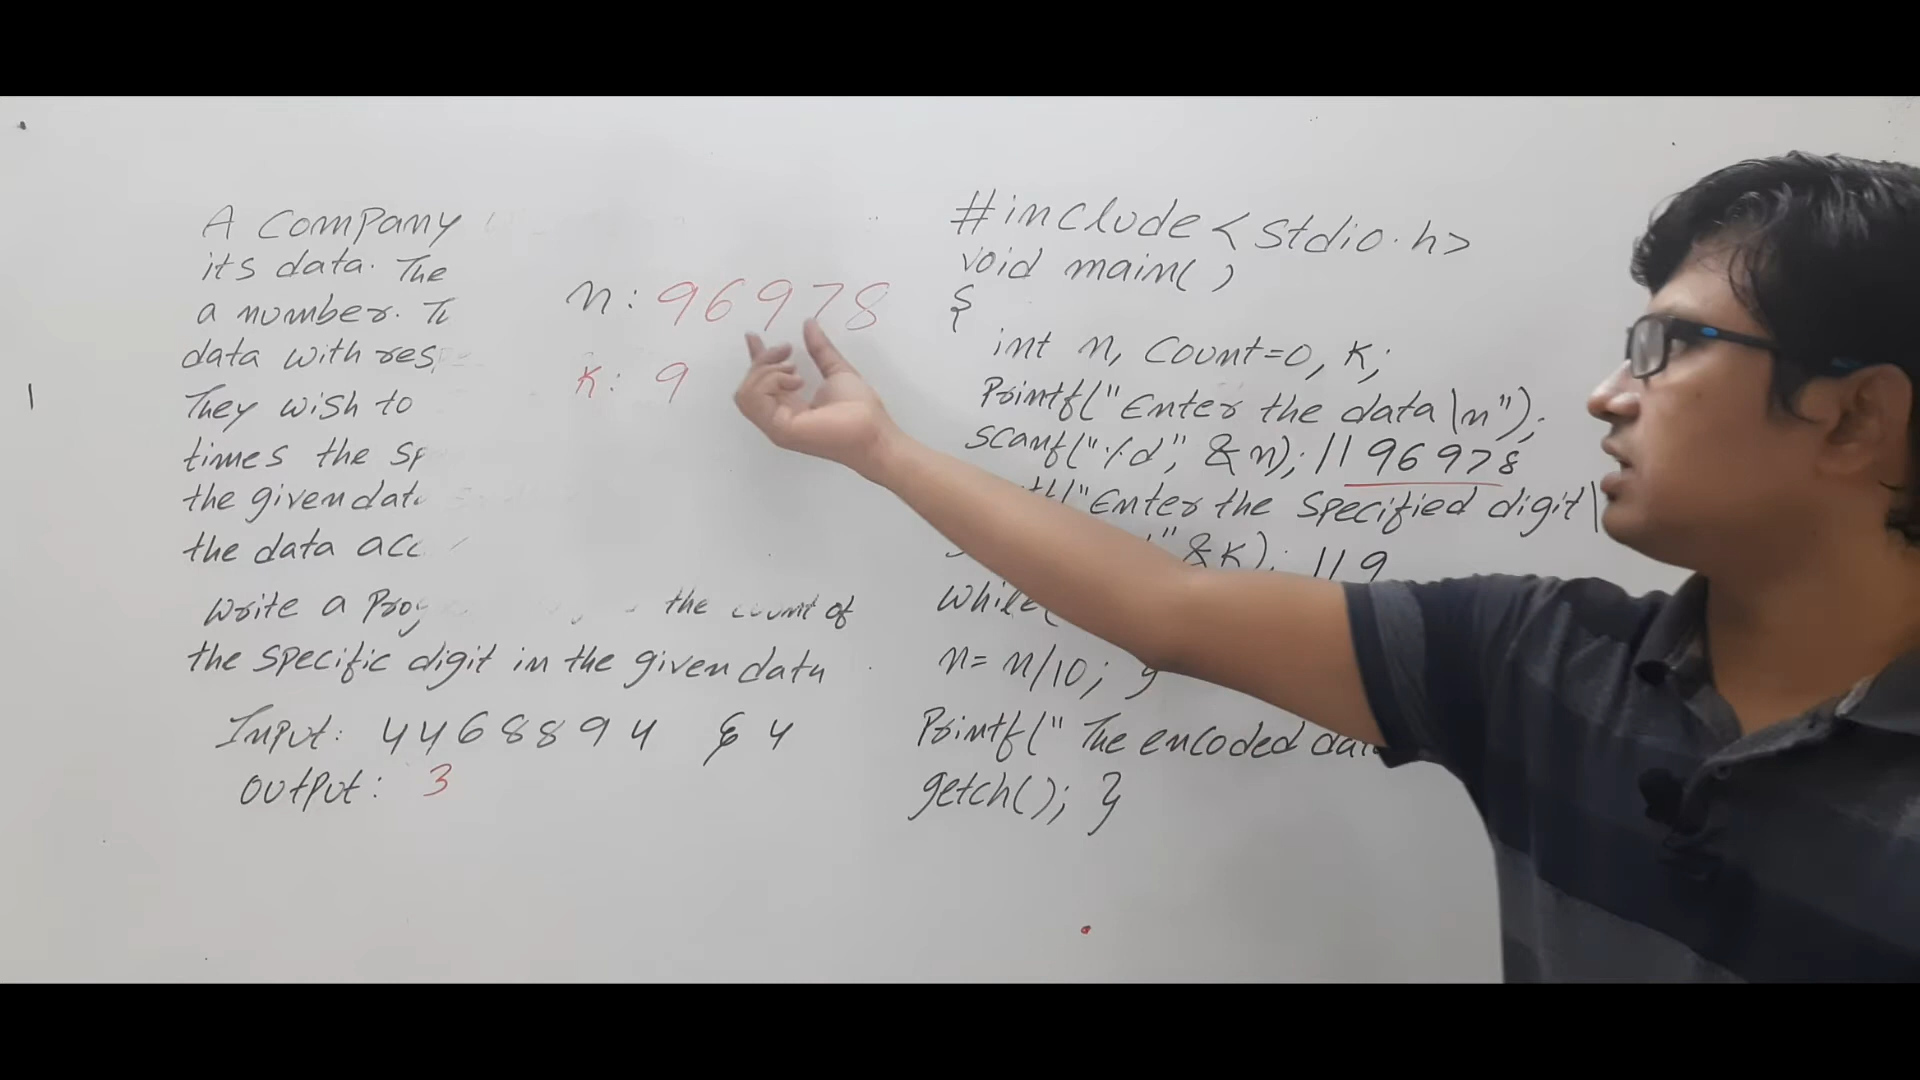 A Company
its data. The
a number. T
data with res
They wish to
times the Sp
the given dat
the data acc
Write a Prog the count of
the specific digit in the given data
Input: 4468894 & 4
output: 3
n: 96978
K: 9
#include<stdio.h>
void main()
{
int n, Count=0, K;
Printf("Enter the data\n");
scanf("%d", &n); // 96978
"Enter the Specified digit\
" &K); // 9
while(
n= n/10; }
Printf(" The encoded data
getch(); }